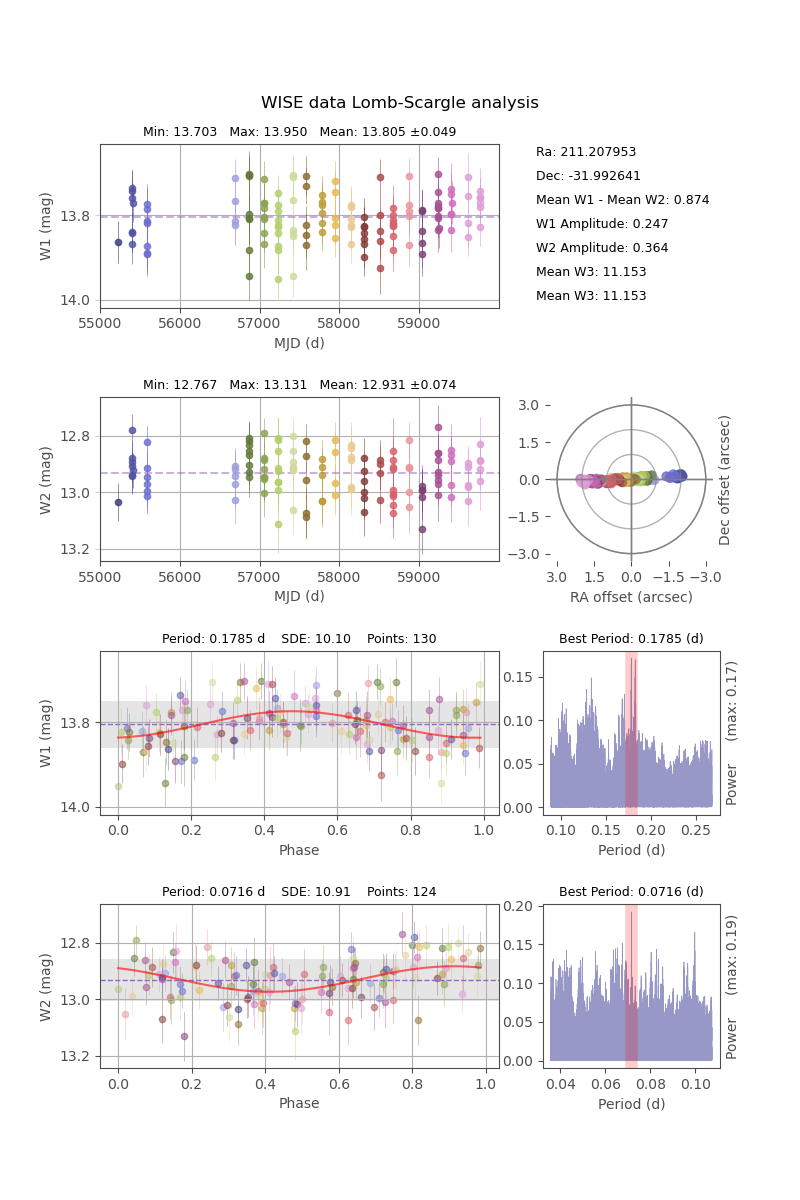 WISE data Lomb-Scargle analysis
Min: 13.703   Max: 13.950   Mean: 13.805 ±0.049
W1 (mag)
13.8
14.0
55000 56000 57000 58000 59000
MJD (d)
Ra: 211.207953
Dec: -31.992641
Mean W1 - Mean W2: 0.874
W1 Amplitude: 0.247
W2 Amplitude: 0.364
Mean W3: 11.153
Mean W3: 11.153
Min: 12.767   Max: 13.131   Mean: 12.931 ±0.074
W2 (mag)
12.8
13.0
13.2
55000 56000 57000 58000 59000
MJD (d)
3.0
1.5
0.0
−1.5
−3.0
3.0 1.5 0.0 −1.5 −3.0
RA offset (arcsec)
Dec offset (arcsec)
Period: 0.1785 d    SDE: 10.10    Points: 130
W1 (mag)
13.8
14.0
0.0 0.2 0.4 0.6 0.8 1.0
Phase
Best Period: 0.1785 (d)
0.15
0.10
0.05
0.00
0.10 0.15 0.20 0.25
Period (d)
Power     (max: 0.17)
Period: 0.0716 d    SDE: 10.91    Points: 124
W2 (mag)
12.8
13.0
13.2
0.0 0.2 0.4 0.6 0.8 1.0
Phase
Best Period: 0.0716 (d)
0.20
0.15
0.10
0.05
0.00
0.04 0.06 0.08 0.10
Period (d)
Power     (max: 0.19)